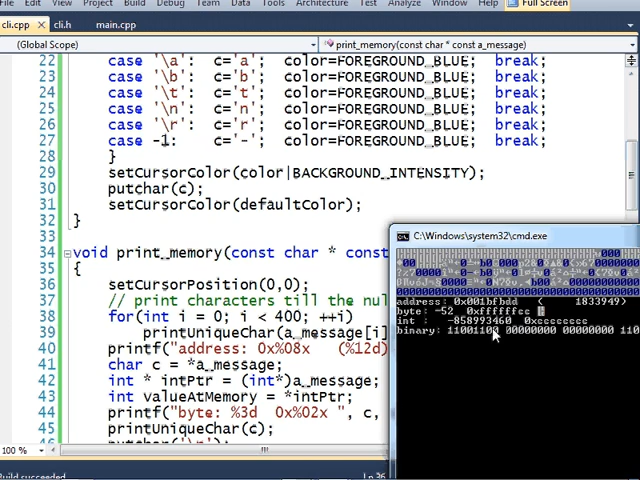 File Edit View Project Build Debug Team Data Tools Architecture Test Analyze Window Help Full Screen
cli.cpp cli.h main.cpp
(Global Scope) print_memory(const char * const a_message)
22 case '\a': c='a'; color=FOREGROUND_BLUE; break;
23 case '\b': c='b'; color=FOREGROUND_BLUE; break;
24 case '\t': c='t'; color=FOREGROUND_BLUE; break;
25 case '\n': c='n'; color=FOREGROUND_BLUE; break;
26 case '\r': c='r'; color=FOREGROUND_BLUE; break;
27 case -1: c='-'; color=FOREGROUND_BLUE; break;
28 }
29 setCursorColor(color|BACKGROUND_INTENSITY);
30 putchar(c);
31 setCursorColor(defaultColor);
32 }
33
34 void print_memory(const char * const
35 {
36 setCursorPosition(0,0);
37 // print characters till the nul
38 for(int i = 0; i < 400; ++i)
39 printUniqueChar(a_message[i]
40 printf("address: 0x%08x (%12d)
41 char c = *a_message;
42 int * intPtr = (int*)a_message;
43 int valueAtMemory = *intPtr;
44 printf("byte: %3d 0x%02x ", c,
45 printUniqueChar(c);
46 putchar('\n');
C:\Windows\system32\cmd.exe
address: 0x001bfbdd ( 1833949)
byte: -52 0xffffffcc
int : -858993460 0xcccccccc
binary: 11001100 00000000 00000000 110
100 %
Build succeeded
Ln 36